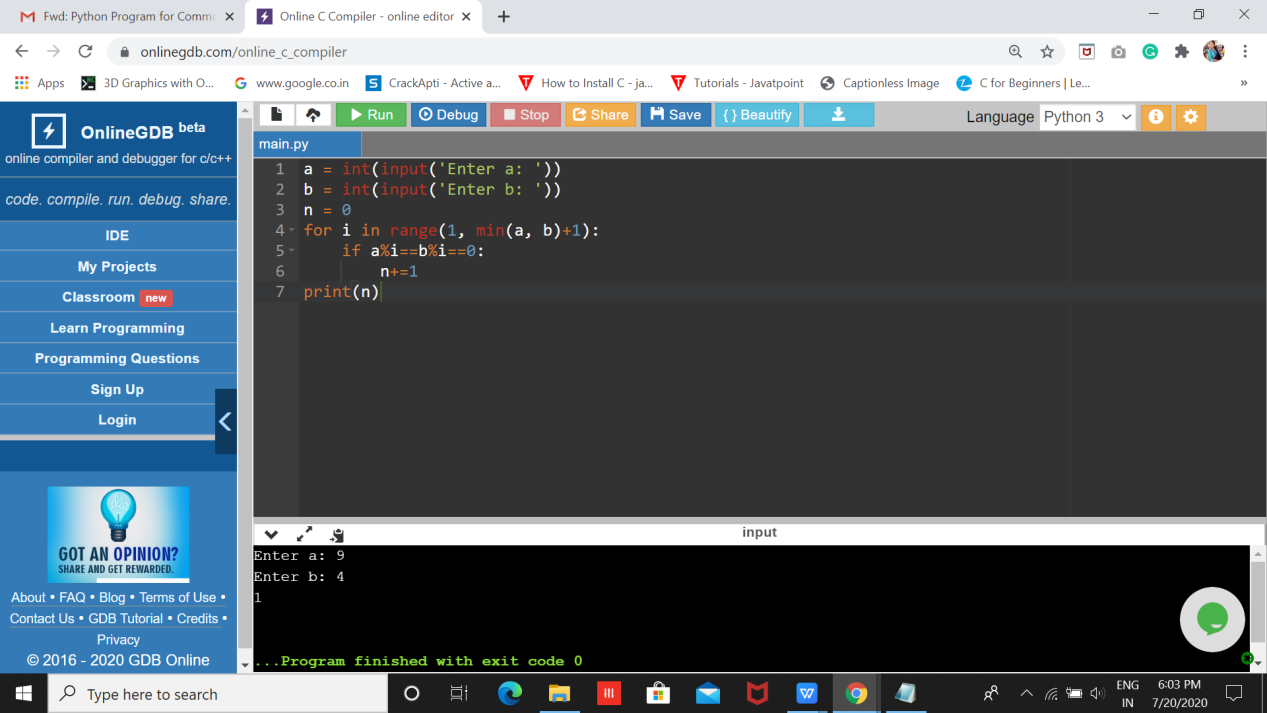 Fwd: Python Program for Commo
Online C Compiler - online editor
onlinegdb.com/online_c_compiler
Apps
3D Graphics with O...
www.google.co.in
CrackApti - Active a...
How to Install C - ja...
Tutorials - Javatpoint
Captionless Image
C for Beginners | Le...
»
OnlineGDB beta
online compiler and debugger for c/c++
code. compile. run. debug. share.
IDE
My Projects
Classroom new
Learn Programming
Programming Questions
Sign Up
Login
GOT AN OPINION?
SHARE AND GET REWARDED.
About • FAQ • Blog • Terms of Use •
Contact Us • GDB Tutorial • Credits •
Privacy
© 2016 - 2020 GDB Online
Run
Debug
Stop
Share
Save
{ } Beautify
Language Python 3
main.py
1 a = int(input('Enter a: '))
2 b = int(input('Enter b: '))
3 n = 0
4 for i in range(1, min(a, b)+1):
5 if a%i==b%i==0:
6 n+=1
7 print(n)
input
Enter a: 9
Enter b: 4
1
...Program finished with exit code 0
Type here to search
ENG
IN
6:03 PM
7/20/2020